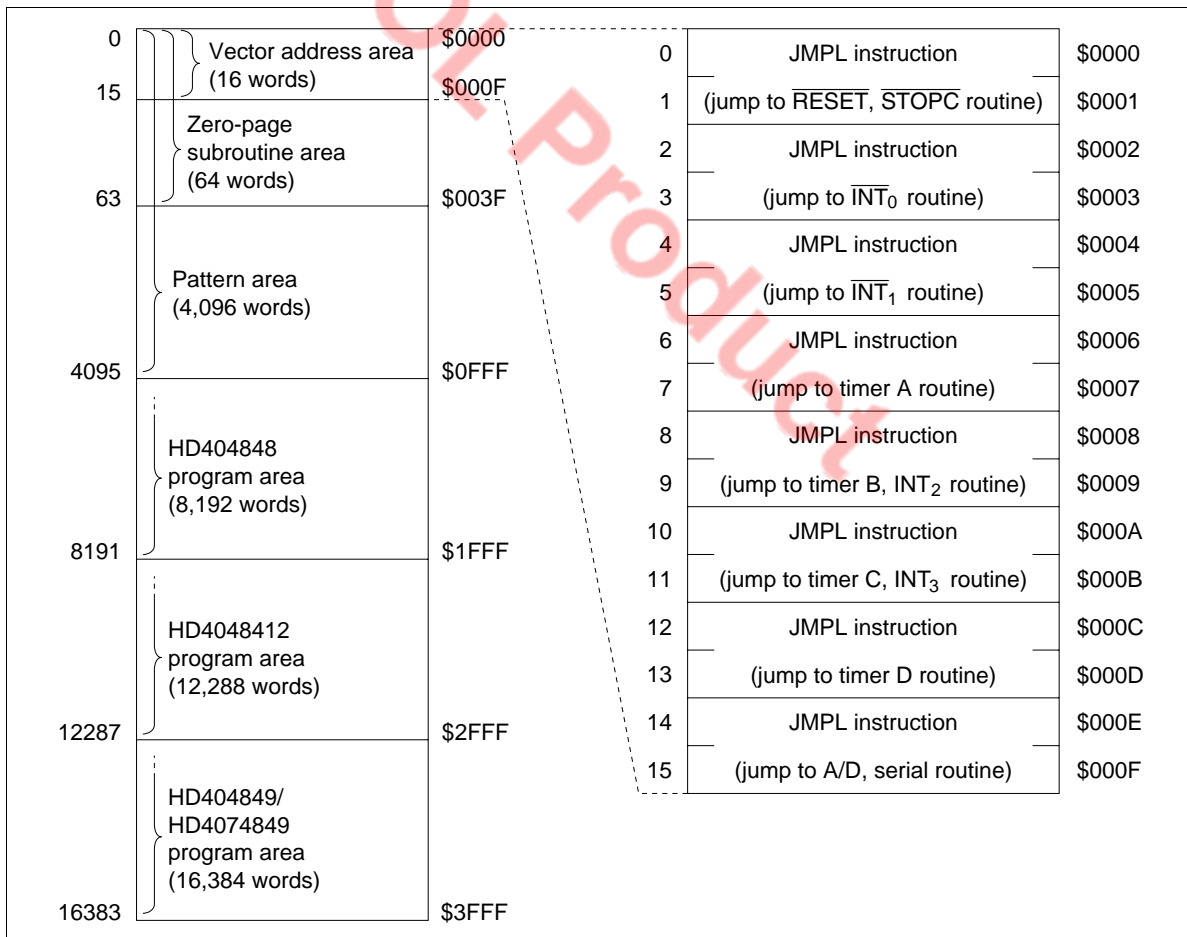 OL Product
0
Vector address area
(16 words)
$0000
15
$000F
Zero-page
subroutine area
(64 words)
63
$003F
Pattern area
(4,096 words)
4095
$0FFF
HD404848
program area
(8,192 words)
8191
$1FFF
HD4048412
program area
(12,288 words)
12287
$2FFF
HD404849/
HD4074849
program area
(16,384 words)
16383
$3FFF
0 JMPL instruction $0000
1 (jump to R̅E̅S̅E̅T̅, S̅T̅O̅P̅C̅ routine) $0001
2 JMPL instruction $0002
3 (jump to I̅N̅T̅₀ routine) $0003
4 JMPL instruction $0004
5 (jump to I̅N̅T̅₁ routine) $0005
6 JMPL instruction $0006
7 (jump to timer A routine) $0007
8 JMPL instruction $0008
9 (jump to timer B, INT₂ routine) $0009
10 JMPL instruction $000A
11 (jump to timer C, INT₃ routine) $000B
12 JMPL instruction $000C
13 (jump to timer D routine) $000D
14 JMPL instruction $000E
15 (jump to A/D, serial routine) $000F